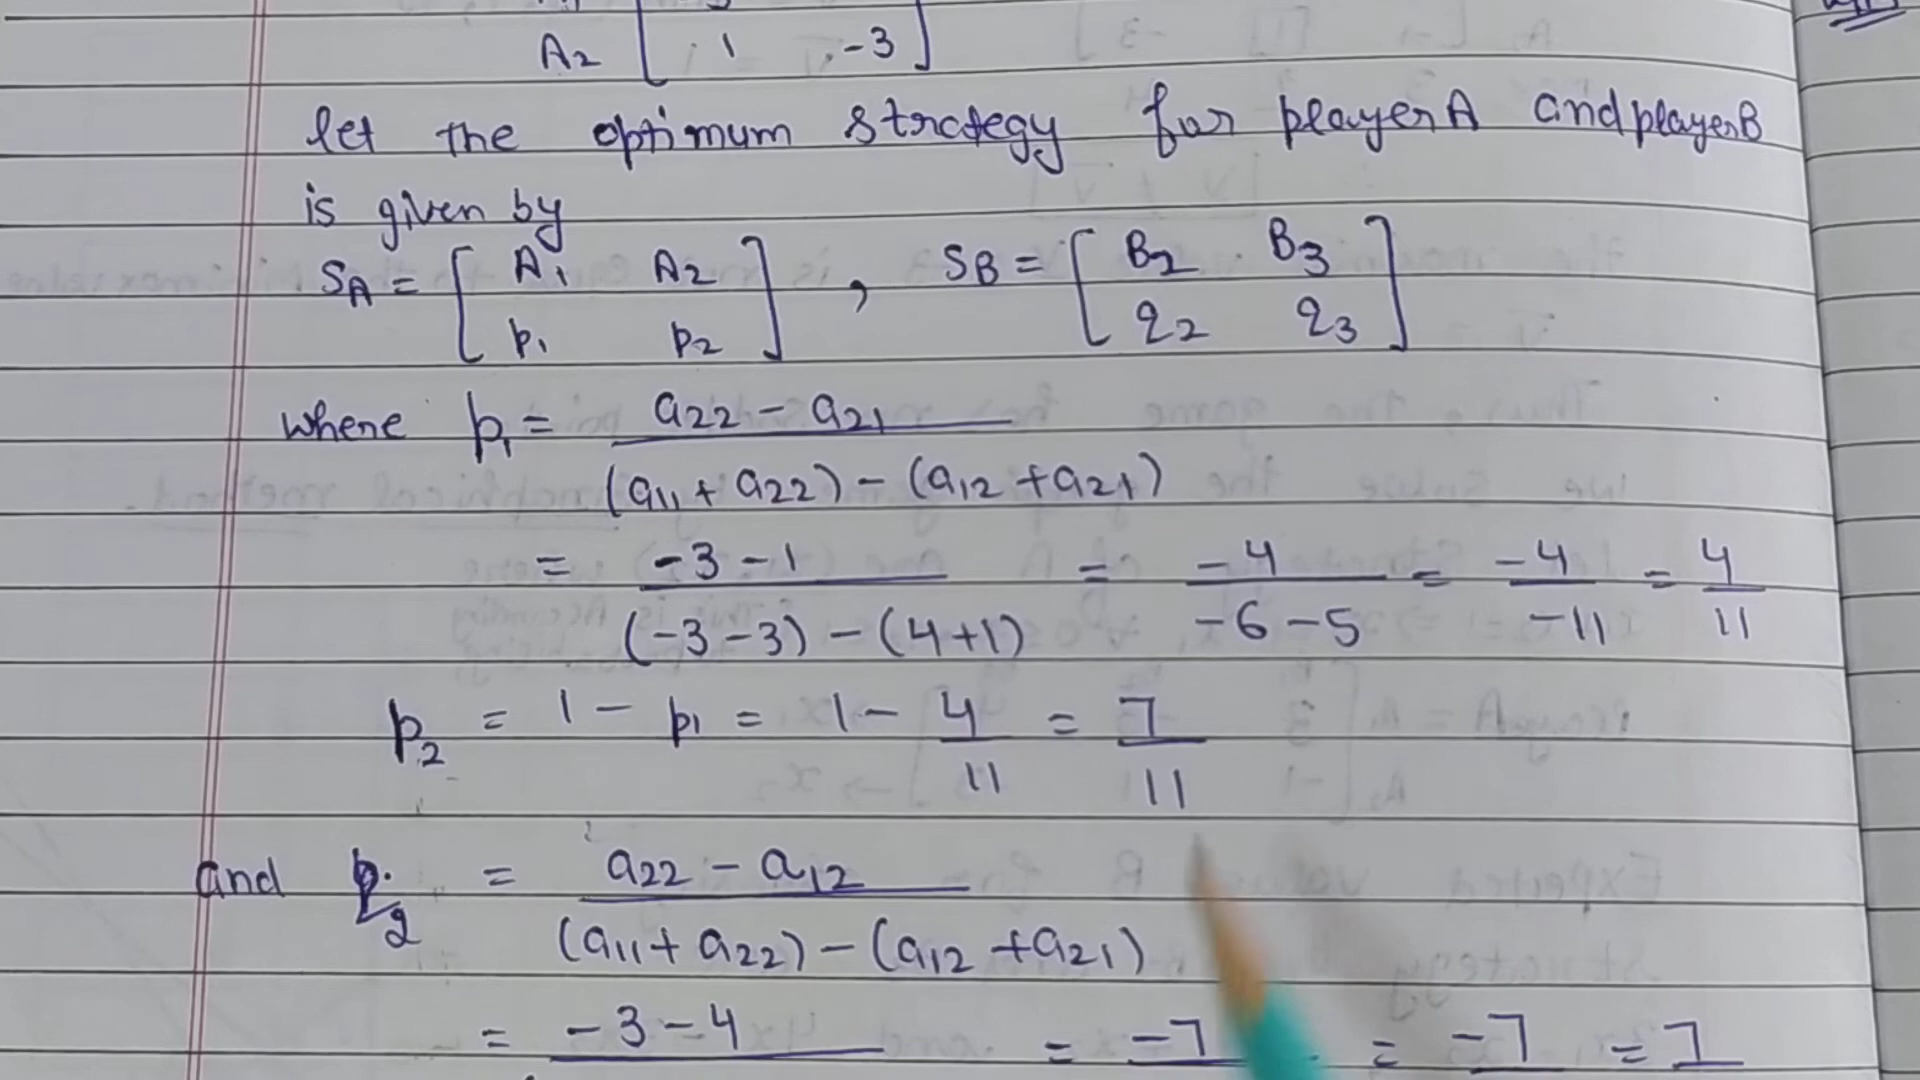 A2 [ 1 -3 ]
let the optimum strategy for player A and player B
is given by
SA = [ A1 A2 ] , SB = [ B2 B3 ]
[ p1 p2 ] [ q2 q3 ]
where p1 = a22 - a21
(a11 + a22) - (a12 + a21)
= -3 - 1 = -4 = -4 = 4
(-3-3) - (4+1) -6-5 -11 11
p2 = 1 - p1 = 1 - 4 = 7
11 11
and q2 = a22 - a12
(a11 + a22) - (a12 + a21)
= -3-4 = -7 = -7 = 7